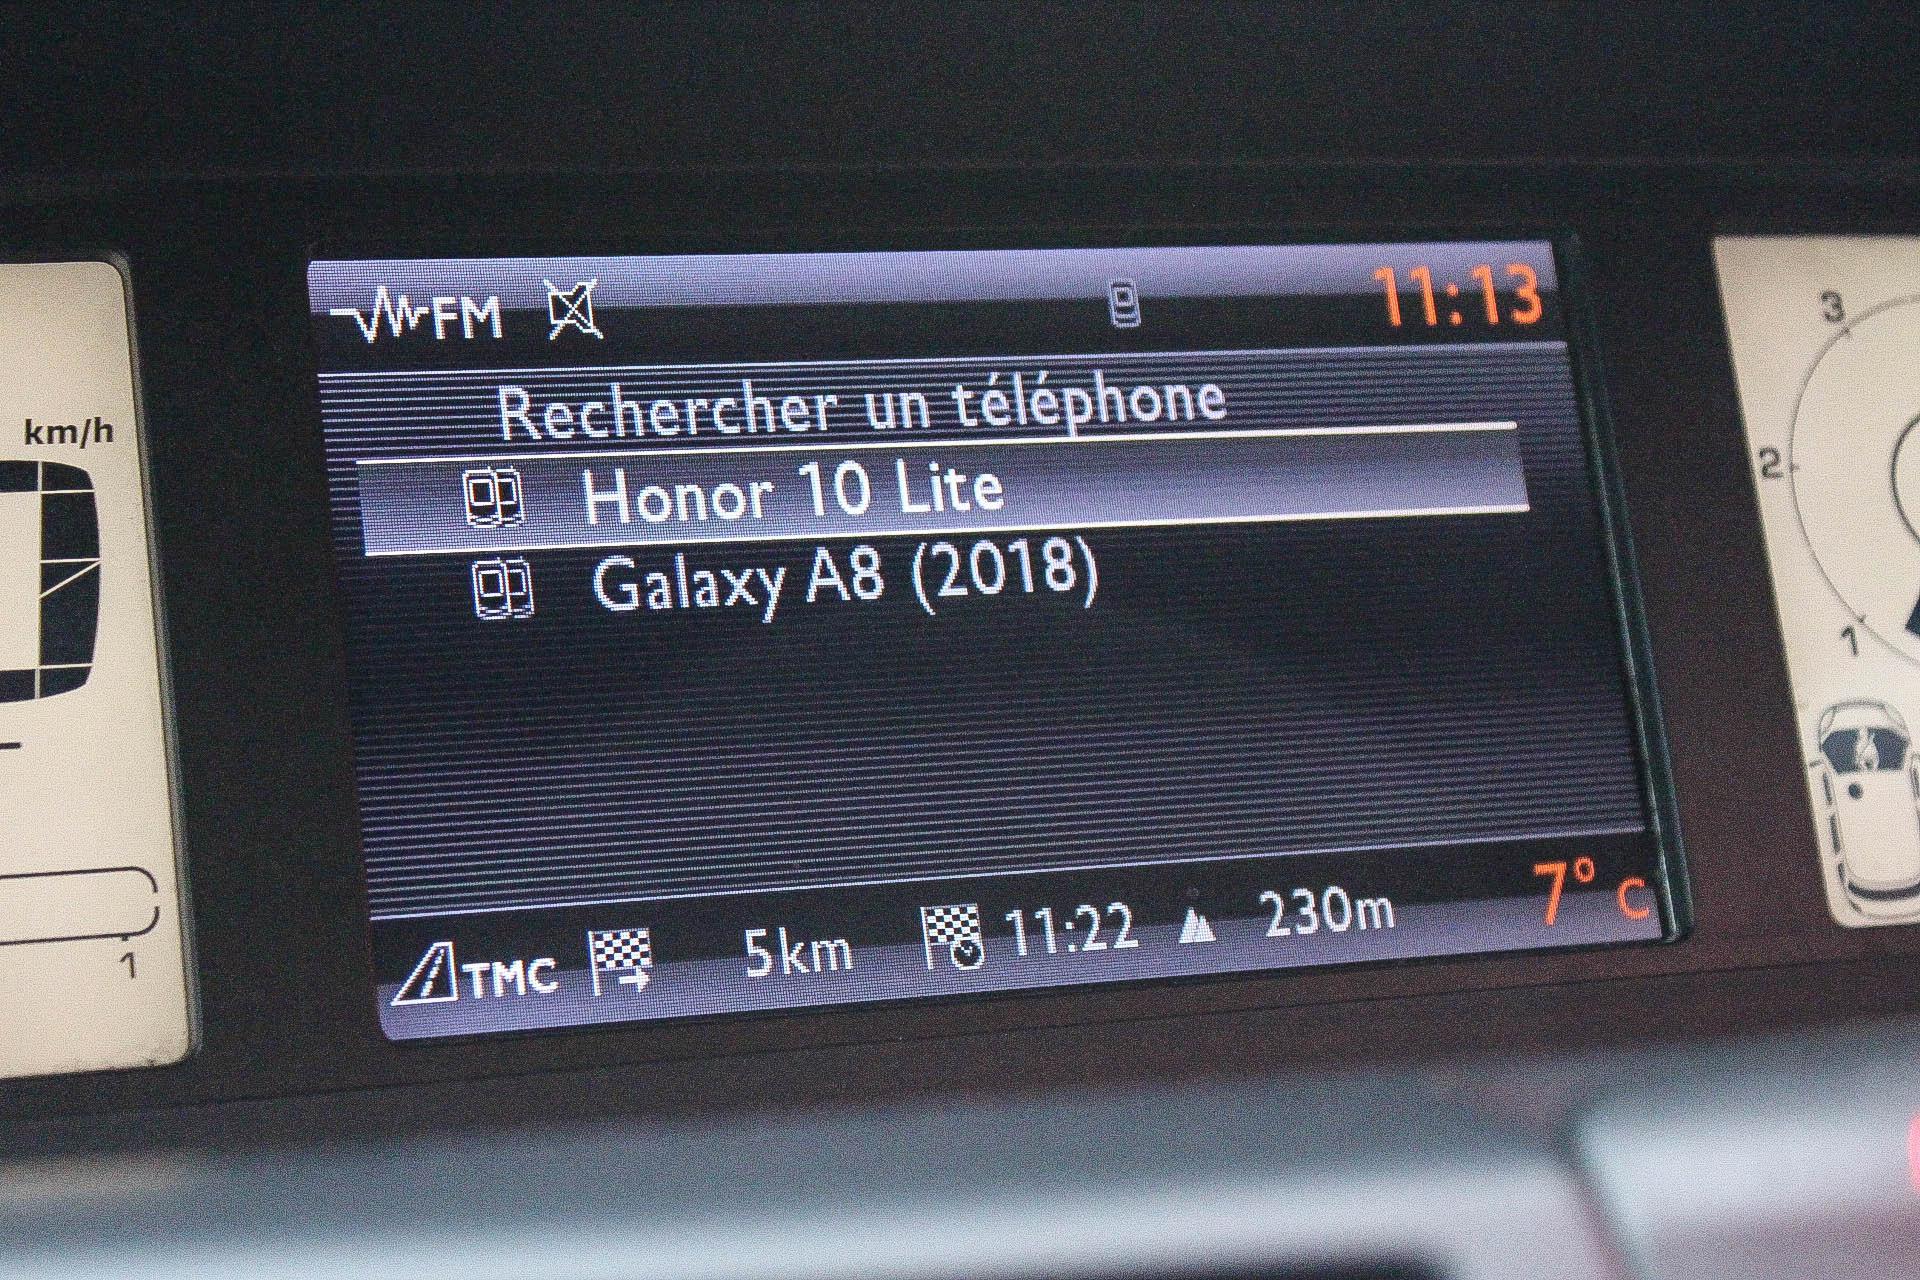 FM 11:13
Rechercher un téléphone
Honor 10 Lite
Galaxy A8 (2018)
TMC 5km 11:22 230m 7° C
km/h
1
3
2
1